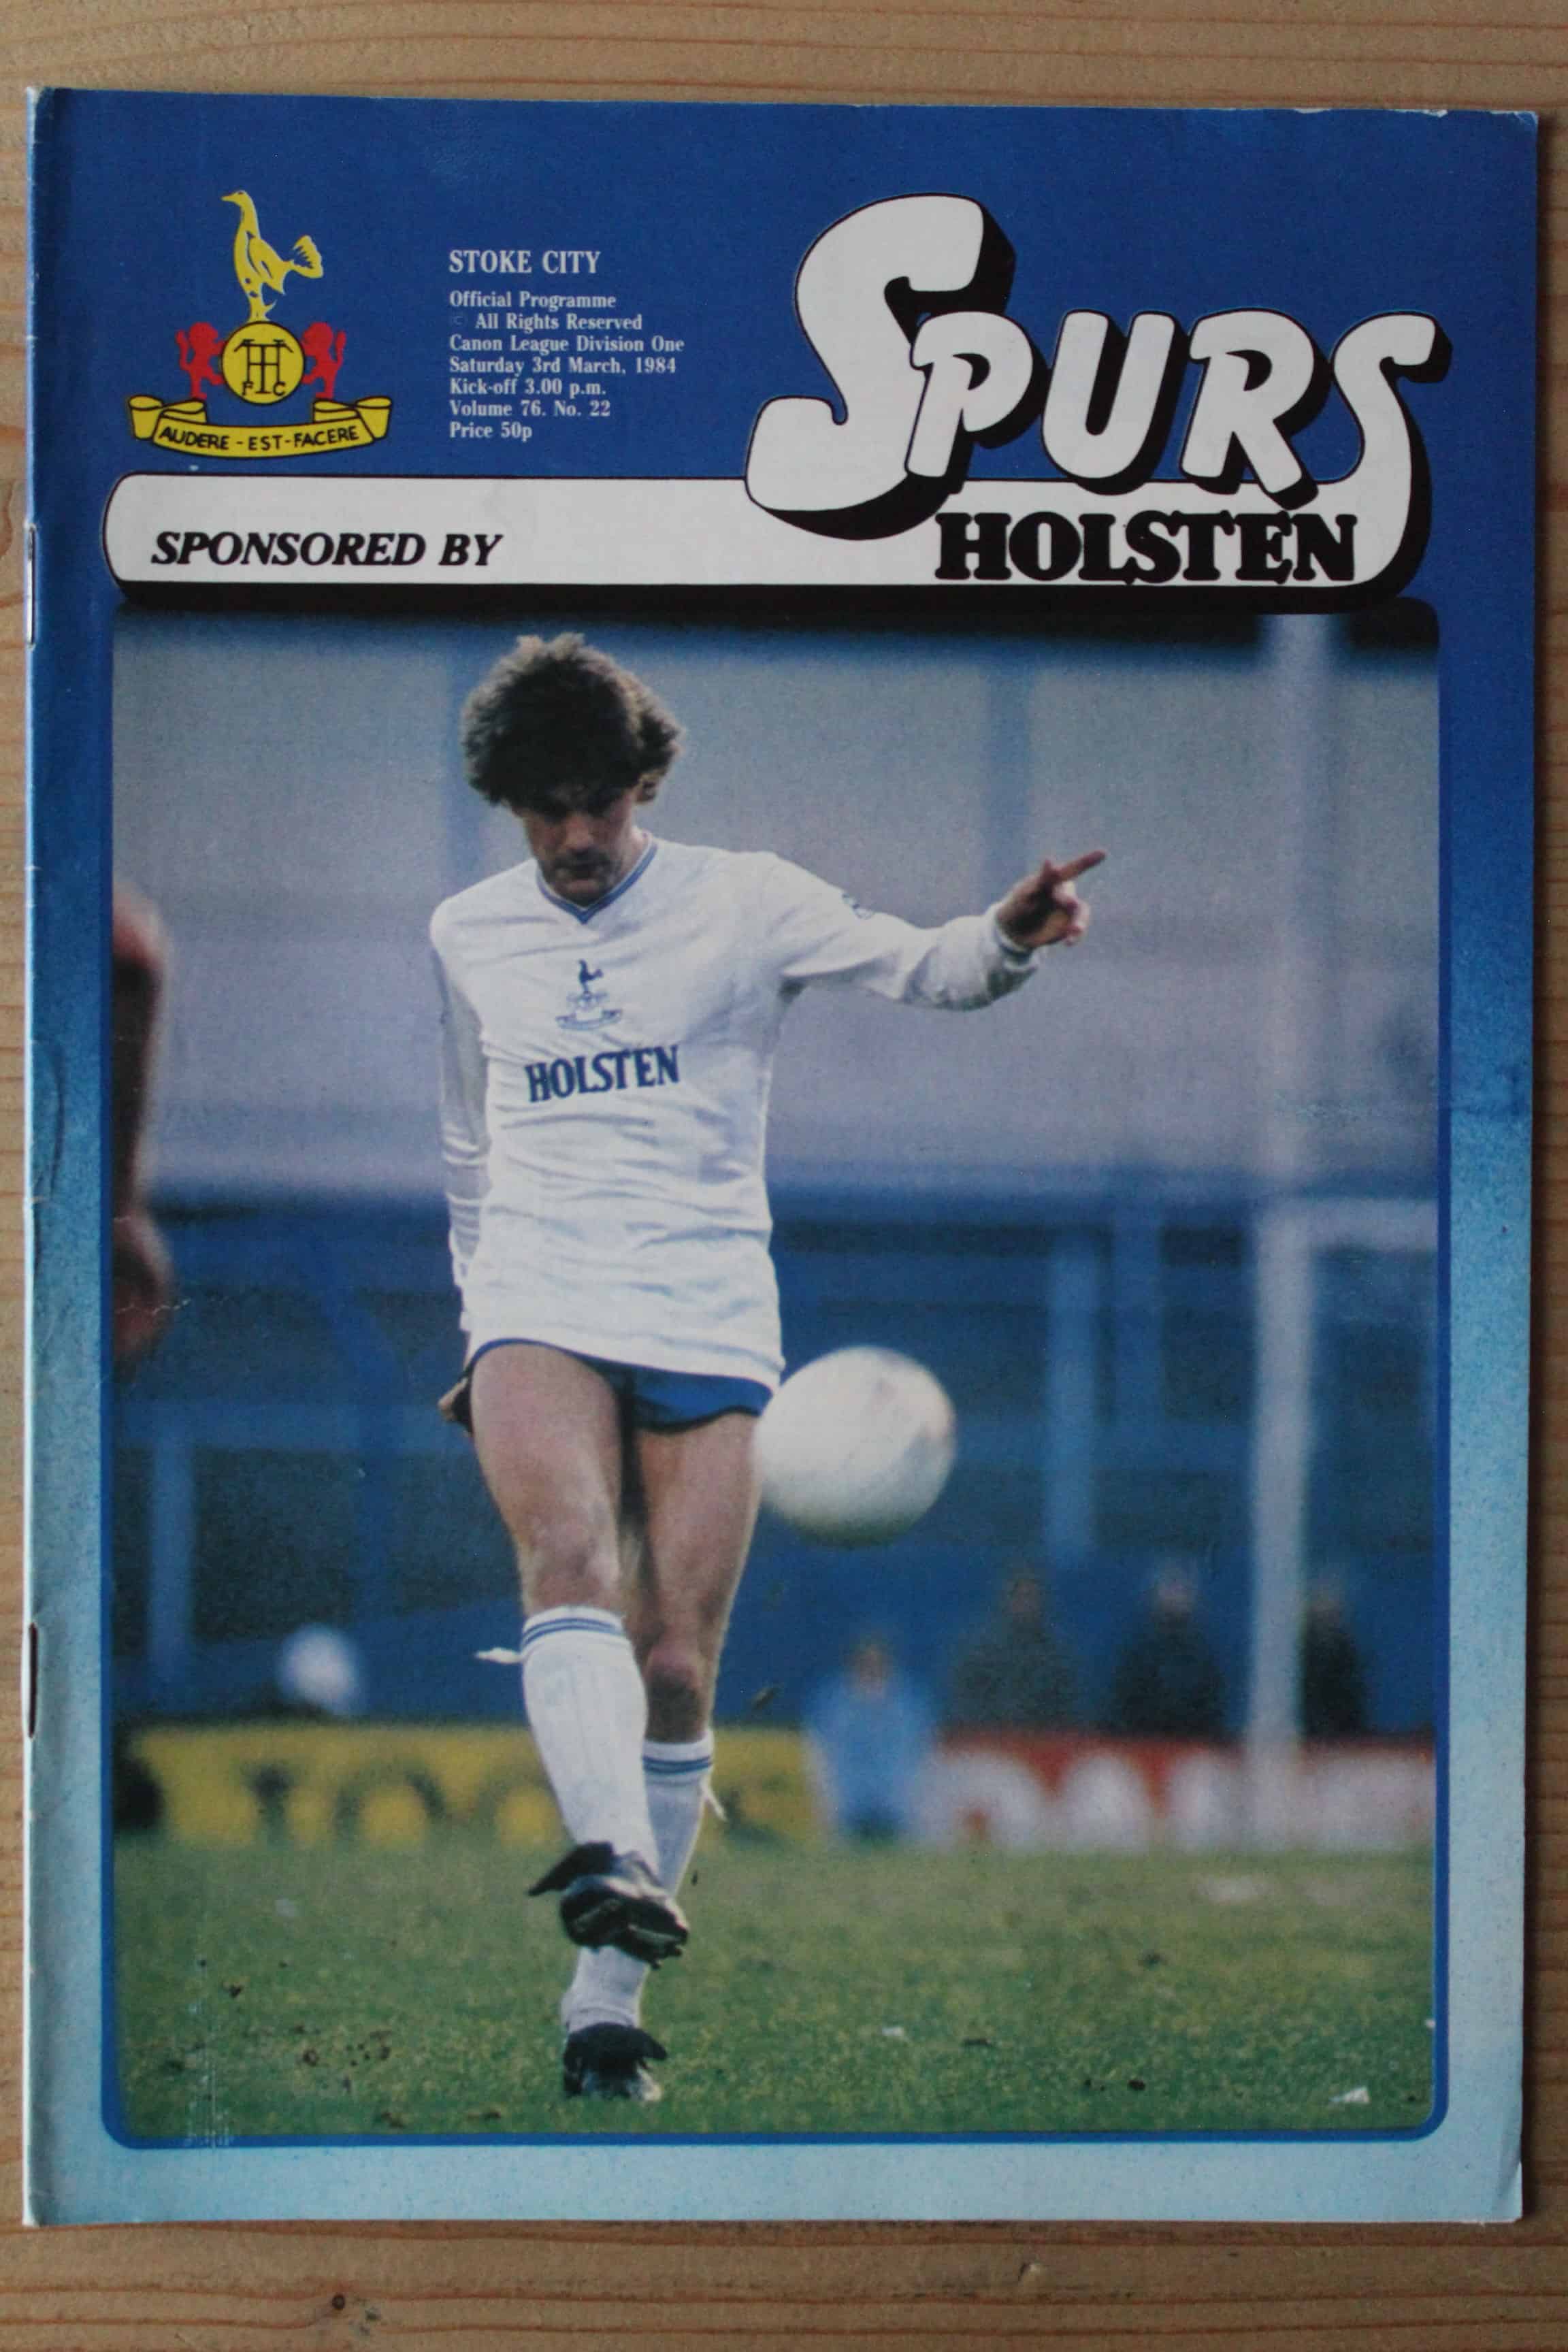 STOKE CITY
Official Programme
© All Rights Reserved
Canon League Division One
Saturday 3rd March, 1984
Kick-off 3.00 p.m.
Volume 76. No. 22
Price 50p
THFC
AUDERE - EST - FACERE
SPURS
SPONSORED BY HOLSTEN
HOLSTEN